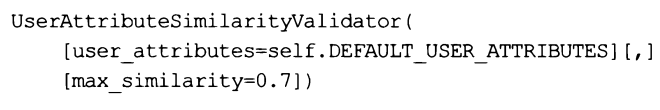 UserAttributeSimilarityValidator(
    [user_attributes=self.DEFAULT_USER_ATTRIBUTES][,]
    [max_similarity=0.7])